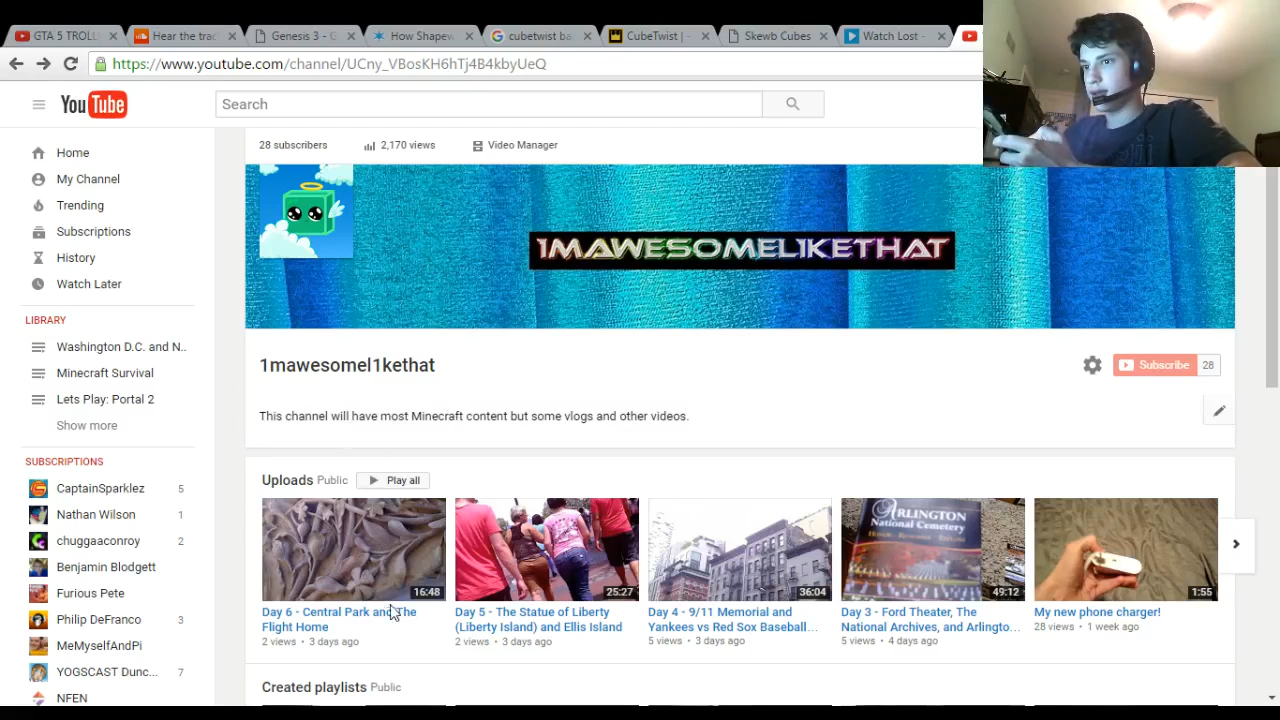 GTA 5 TROLL
Hear the trac
Genesis 3 - G
How Shapew
cubetwist ba
CubeTwist | -
Skewb Cubes
Watch Lost -
https://www.youtube.com/channel/UCny_VBosKH6hTj4B4kbyUeQ
YouTube
Search
28 subscribers
2,170 views
Video Manager
Home
My Channel
Trending
Subscriptions
History
Watch Later
LIBRARY
Washington D.C. and N..
Minecraft Survival
Lets Play: Portal 2
Show more
SUBSCRIPTIONS
CaptainSparklez 5
Nathan Wilson 1
chuggaaconroy 2
Benjamin Blodgett
Furious Pete
Philip DeFranco 3
MeMyselfAndPi
YOGSCAST Dunc... 7
NFEN
1MAWESOMEL1KETHAT
1mawesomel1kethat
Subscribe 28
This channel will have most Minecraft content but some vlogs and other videos.
Uploads Public
Play all
16:48
Day 6 - Central Park and The
Flight Home
2 views • 3 days ago
25:27
Day 5 - The Statue of Liberty
(Liberty Island) and Ellis Island
2 views • 3 days ago
36:04
Day 4 - 9/11 Memorial and
Yankees vs Red Sox Baseball...
5 views • 3 days ago
ARLINGTON
National Cemetery
49:12
Day 3 - Ford Theater, The
National Archives, and Arlingto...
5 views • 4 days ago
1:55
My new phone charger!
28 views • 1 week ago
Created playlists Public